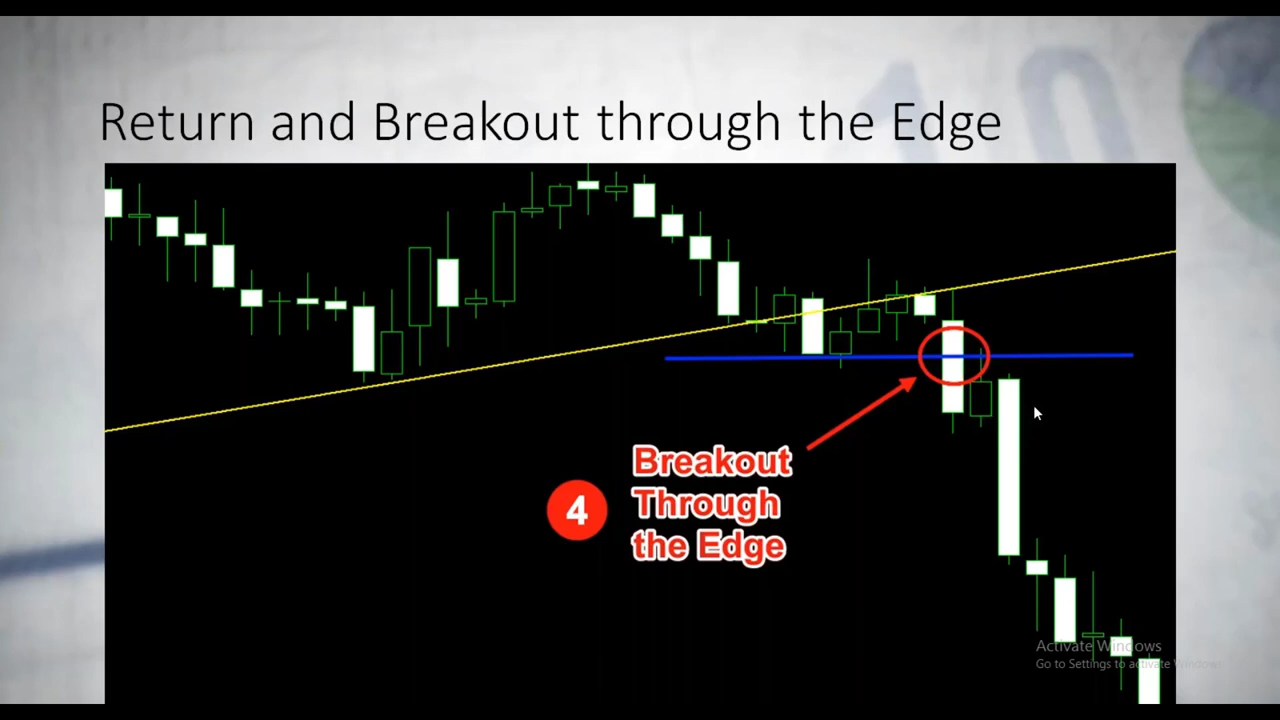 Return and Breakout through the Edge
4
Breakout
Through
the Edge
Activate Windows
Go to Settings to activate Windows.